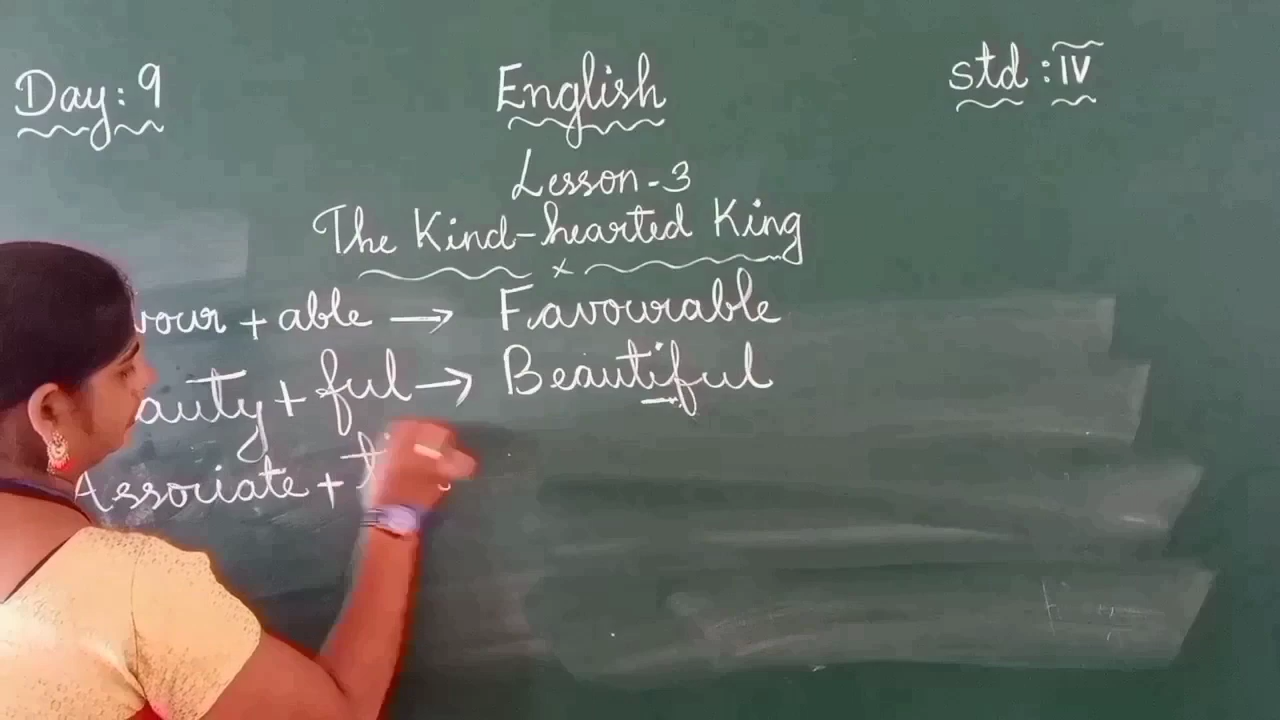 Day: 9
English
std: IV
Lesson-3
The Kind-hearted King
x
vour + able → Favourable
auty + ful → Beautiful
Associate +